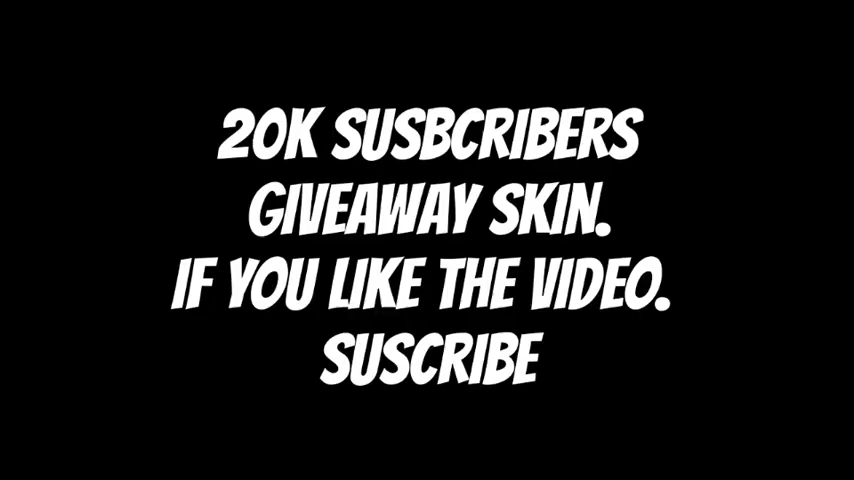 20K SUSBCRIBERS
GIVEAWAY SKIN.
IF YOU LIKE THE VIDEO.
SUSCRIBE